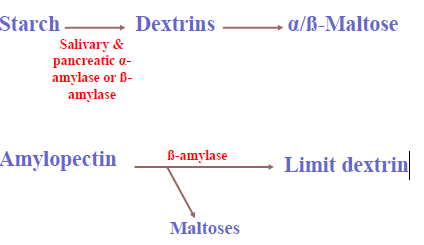 Starch Dextrins α/ß-Maltose
Salivary &
pancreatic α-
amylase or ß-
amylase
Amylopectin ß-amylase Limit dextrin
Maltoses